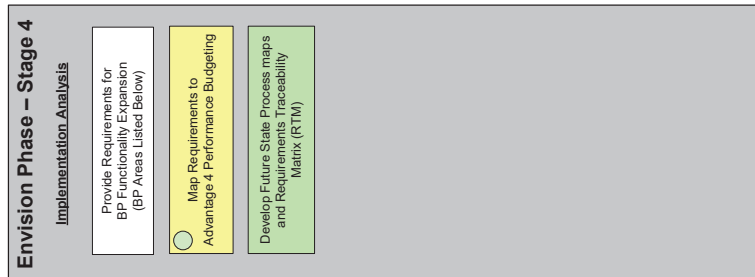 Envision Phase – Stage 4
Implementation Analysis
Provide Requirements for
BP Functionality Expansion
(BP Areas Listed Below)
Map Requirements to
Advantage 4 Performance Budgeting
Develop Future State Process maps
and Requirements Traceability
Matrix (RTM)